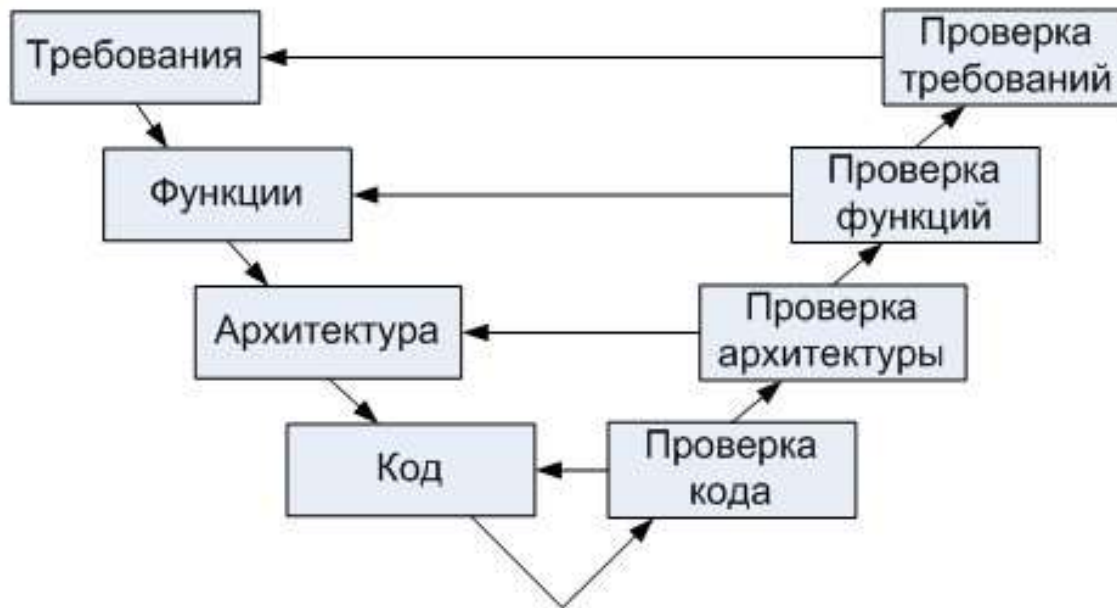 Требования
Проверка
требований
Функции
Проверка
функций
Архитектура
Проверка
архитектуры
Код
Проверка
кода